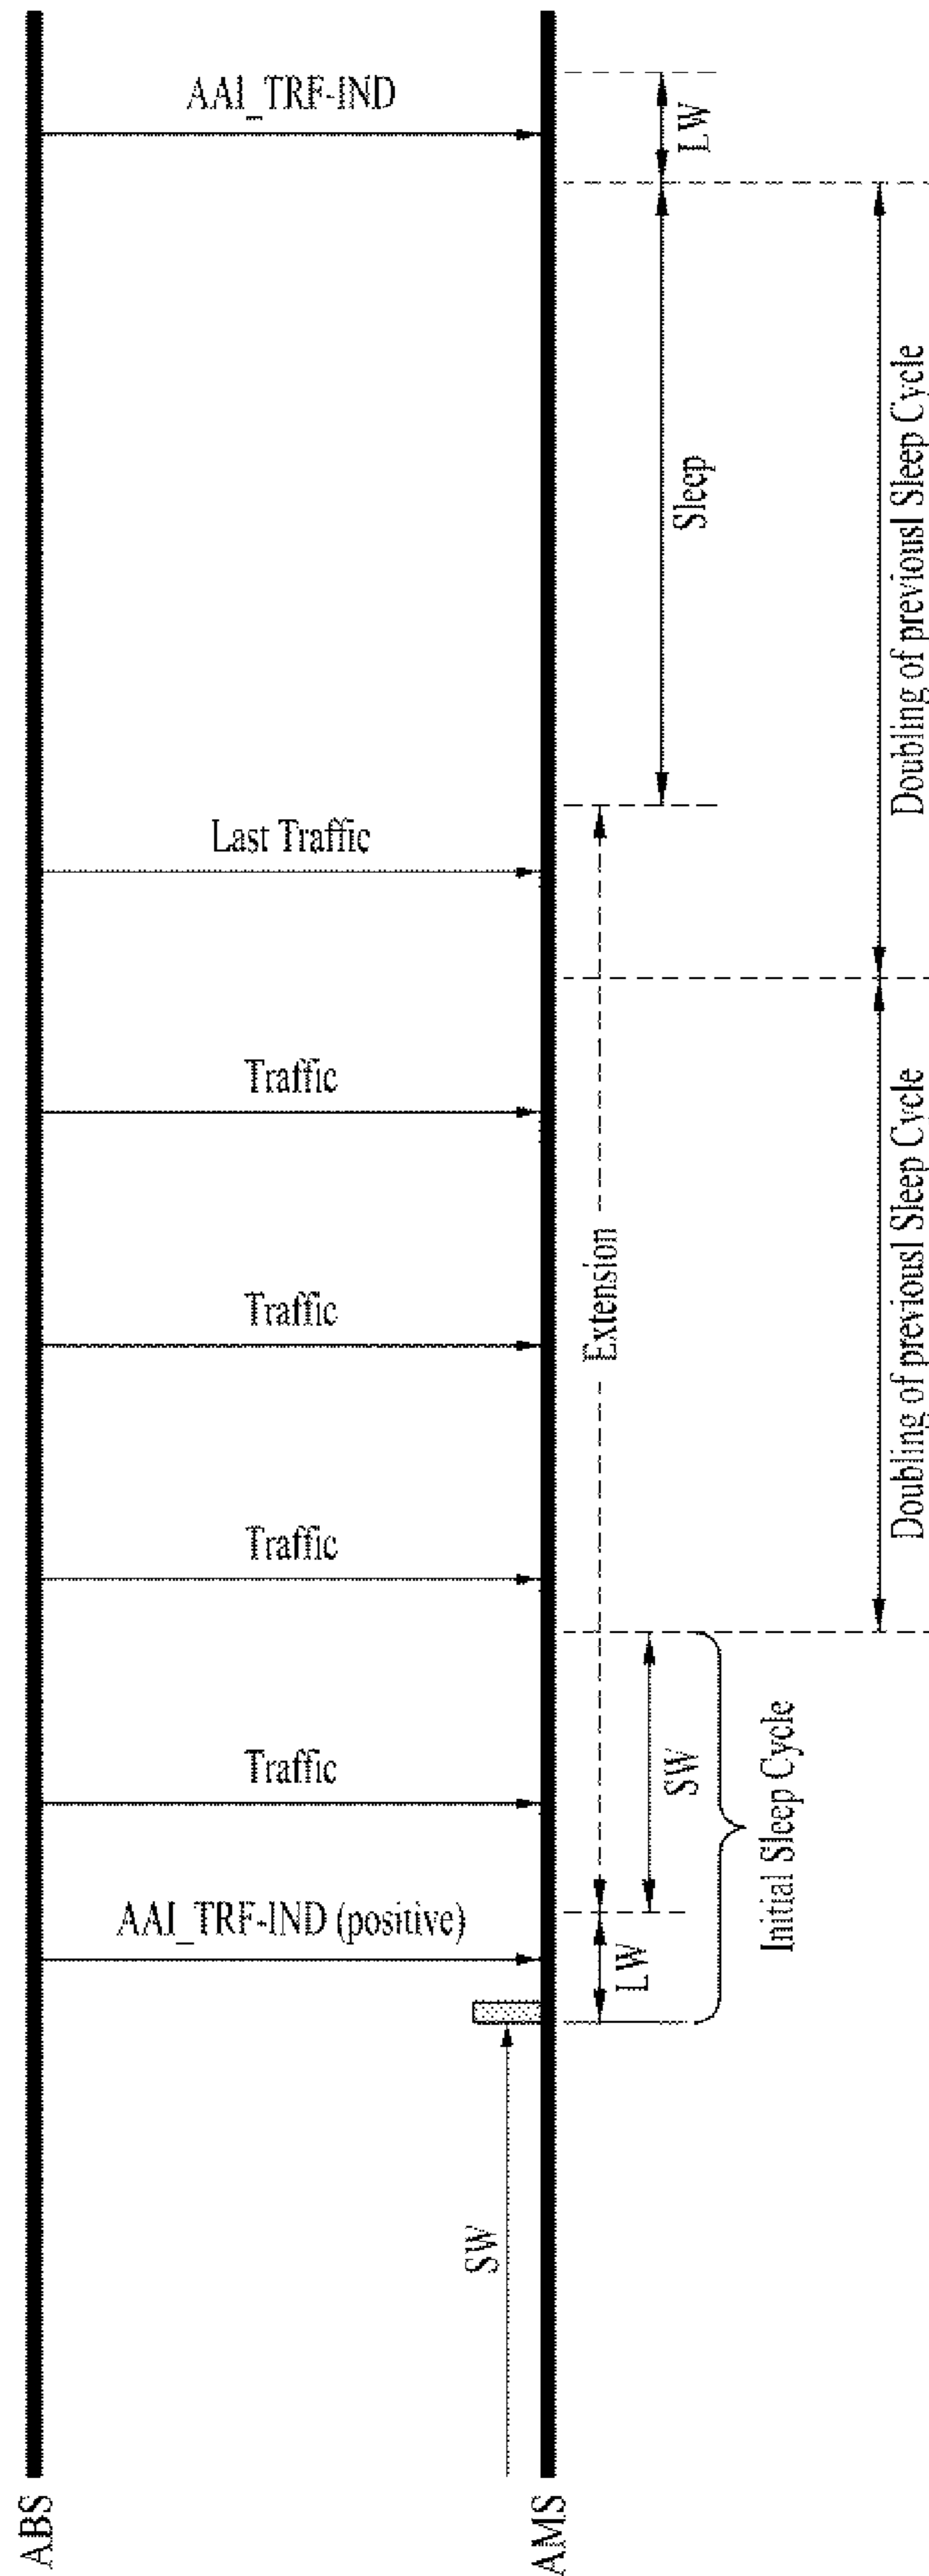 ABS
AMS
SW
AAI_TRF-IND (positive)
Traffic
Traffic
Traffic
Traffic
Last Traffic
AAI_TRF-IND
LW
SW
Extension
Sleep
LW
Initial Sleep Cycle
Doubling of previousl Sleep Cycle
Doubling of previousl Sleep Cycle